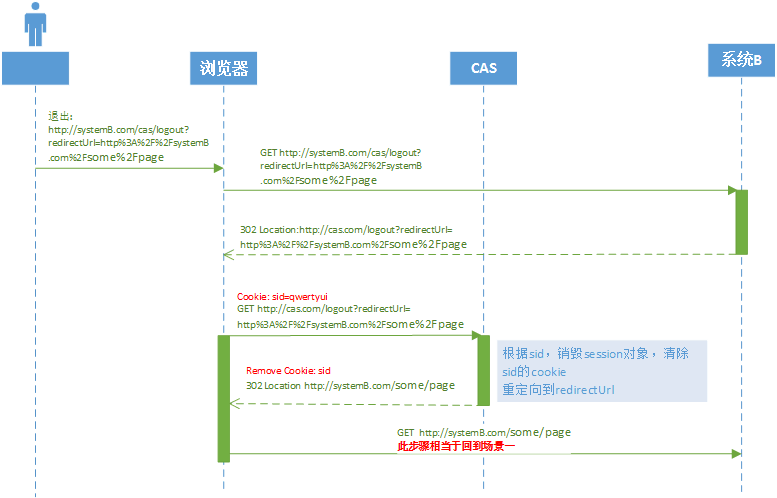 浏览器
CAS
系统B
退出:
http://systemB.com/cas/logout?
redirectUrl=http%3A%2F%2FsystemB
.com%2Fsome%2Fpage
GET http://systemB.com/cas/logout?
redirectUrl=http%3A%2F%2FsystemB
.com%2Fsome%2Fpage
302 Location:http://cas.com/logout?redirectUrl=
http%3A%2F%2FsystemB.com%2Fsome%2Fpage
Cookie: sid=qwertyui
GET http://cas.com/logout?redirectUrl=
http%3A%2F%2FsystemB.com%2Fsome%2Fpage
根据sid，销毁session对象，清除
sid的cookie
重定向到redirectUrl
Remove Cookie: sid
302 Location http://systemB.com/some/page
GET http://systemB.com/some/page
此步骤相当于回到场景一